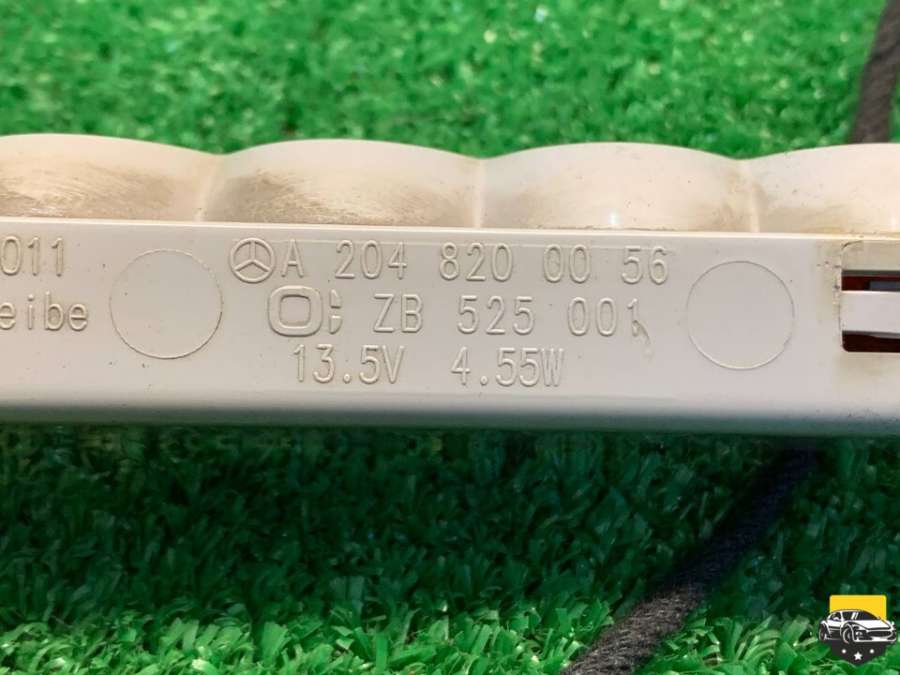 011
A 204 820 00 56
eibe
ZB 525 001
13.5V 4.55W